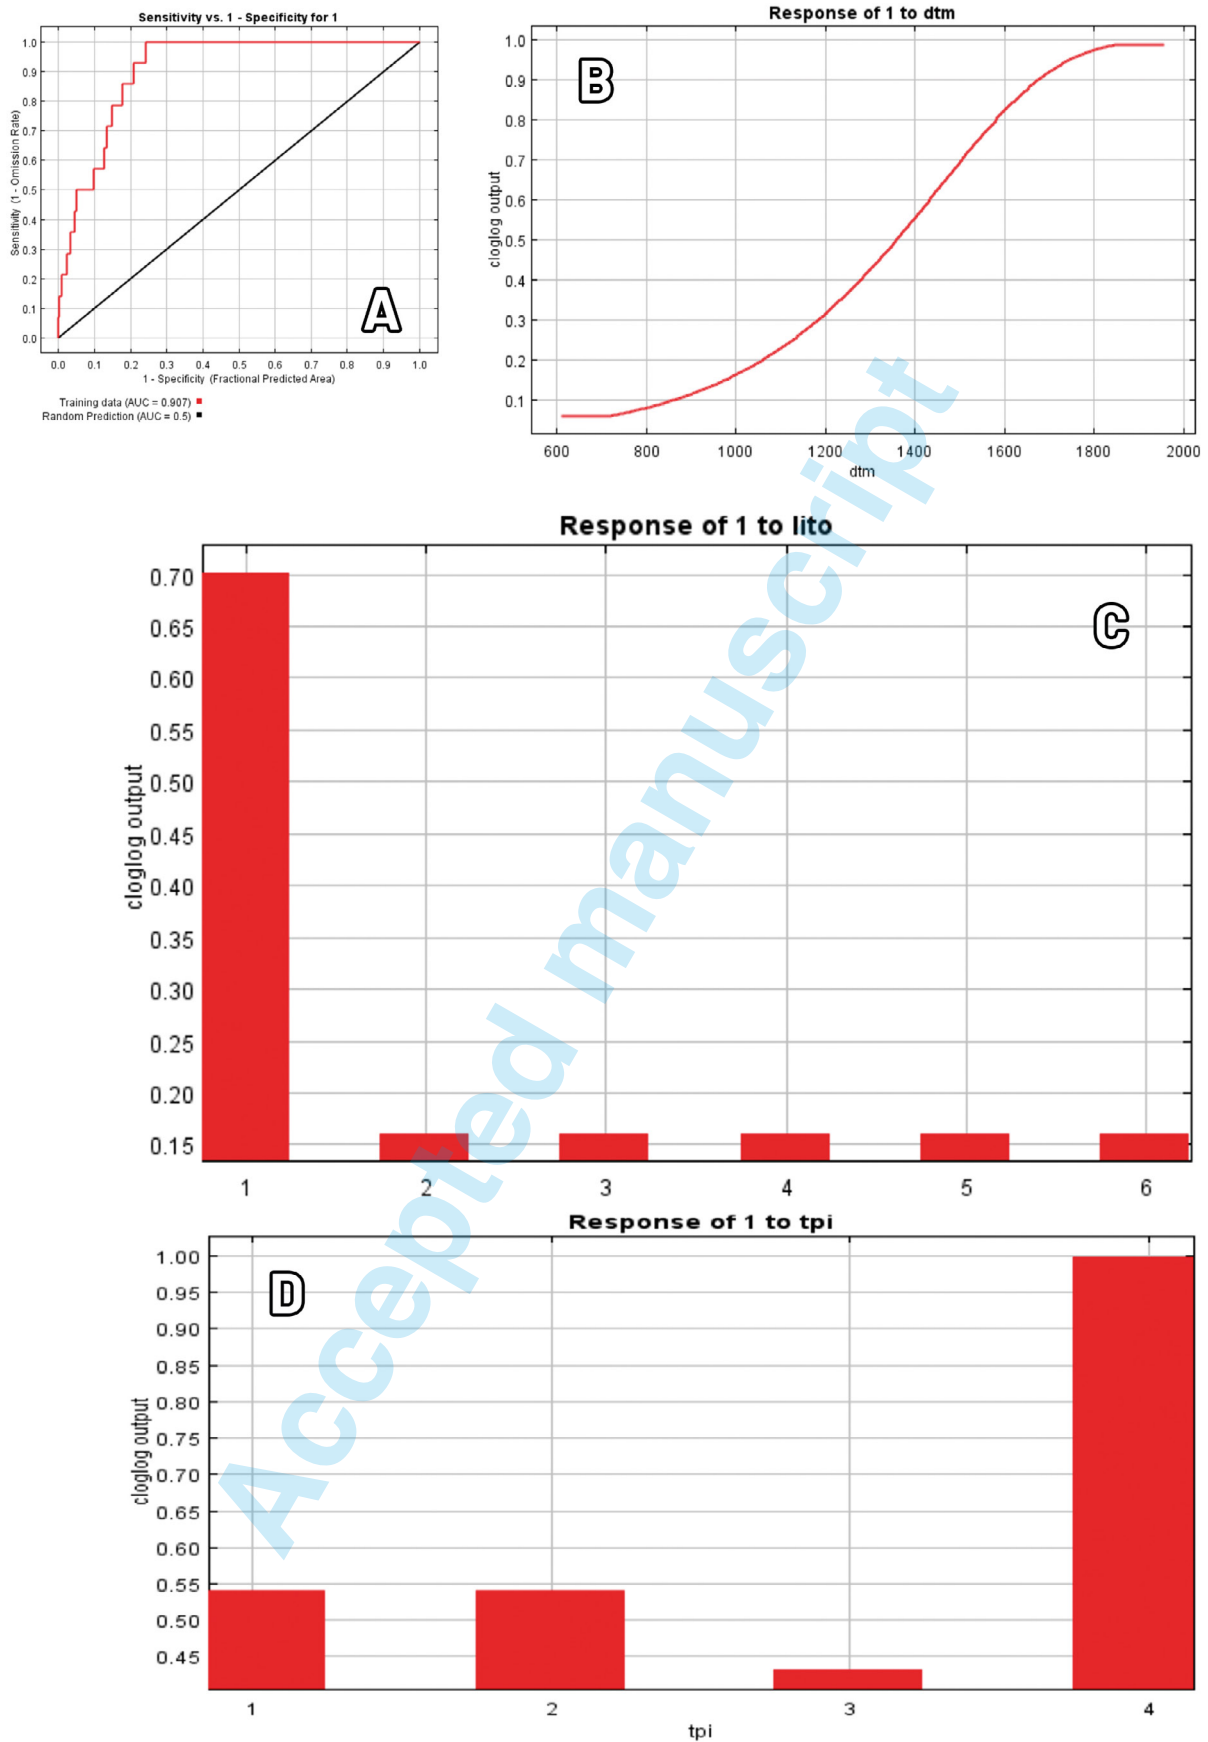 Sensitivity vs. 1 - Specificity for 1
Sensitivity (1 - Omission Rate)
1.0
0.9
0.8
0.7
0.6
0.5
0.4
0.3
0.2
0.1
0.0
A
0.0 0.1 0.2 0.3 0.4 0.5 0.6 0.7 0.8 0.9 1.0
1 - Specificity (Fractional Predicted Area)
Training data (AUC = 0.907)
Random Prediction (AUC = 0.5)
Response of 1 to dtm
B
cloglog output
1.0
0.9
0.8
0.7
0.6
0.5
0.4
0.3
0.2
0.1
600 800 1000 1200 1400 1600 1800 2000
dtm
Response of 1 to lito
C
cloglog output
0.70
0.65
0.60
0.55
0.50
0.45
0.40
0.35
0.30
0.25
0.20
0.15
1 2 3 4 5 6
Response of 1 to tpi
D
cloglog output
1.00
0.95
0.90
0.85
0.80
0.75
0.70
0.65
0.60
0.55
0.50
0.45
1 2 3 4
tpi
Accepted manuscript